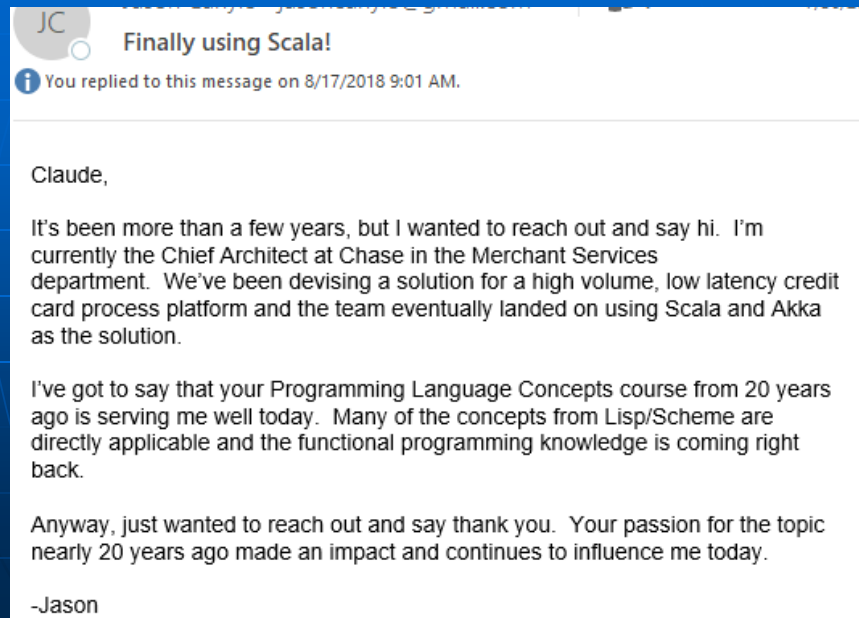 JC
Finally using Scala!
You replied to this message on 8/17/2018 9:01 AM.
Claude,
It's been more than a few years, but I wanted to reach out and say hi.  I'm
currently the Chief Architect at Chase in the Merchant Services
department.  We've been devising a solution for a high volume, low latency credit
card process platform and the team eventually landed on using Scala and Akka
as the solution.
I've got to say that your Programming Language Concepts course from 20 years
ago is serving me well today.  Many of the concepts from Lisp/Scheme are
directly applicable and the functional programming knowledge is coming right
back.
Anyway, just wanted to reach out and say thank you.  Your passion for the topic
nearly 20 years ago made an impact and continues to influence me today.
-Jason